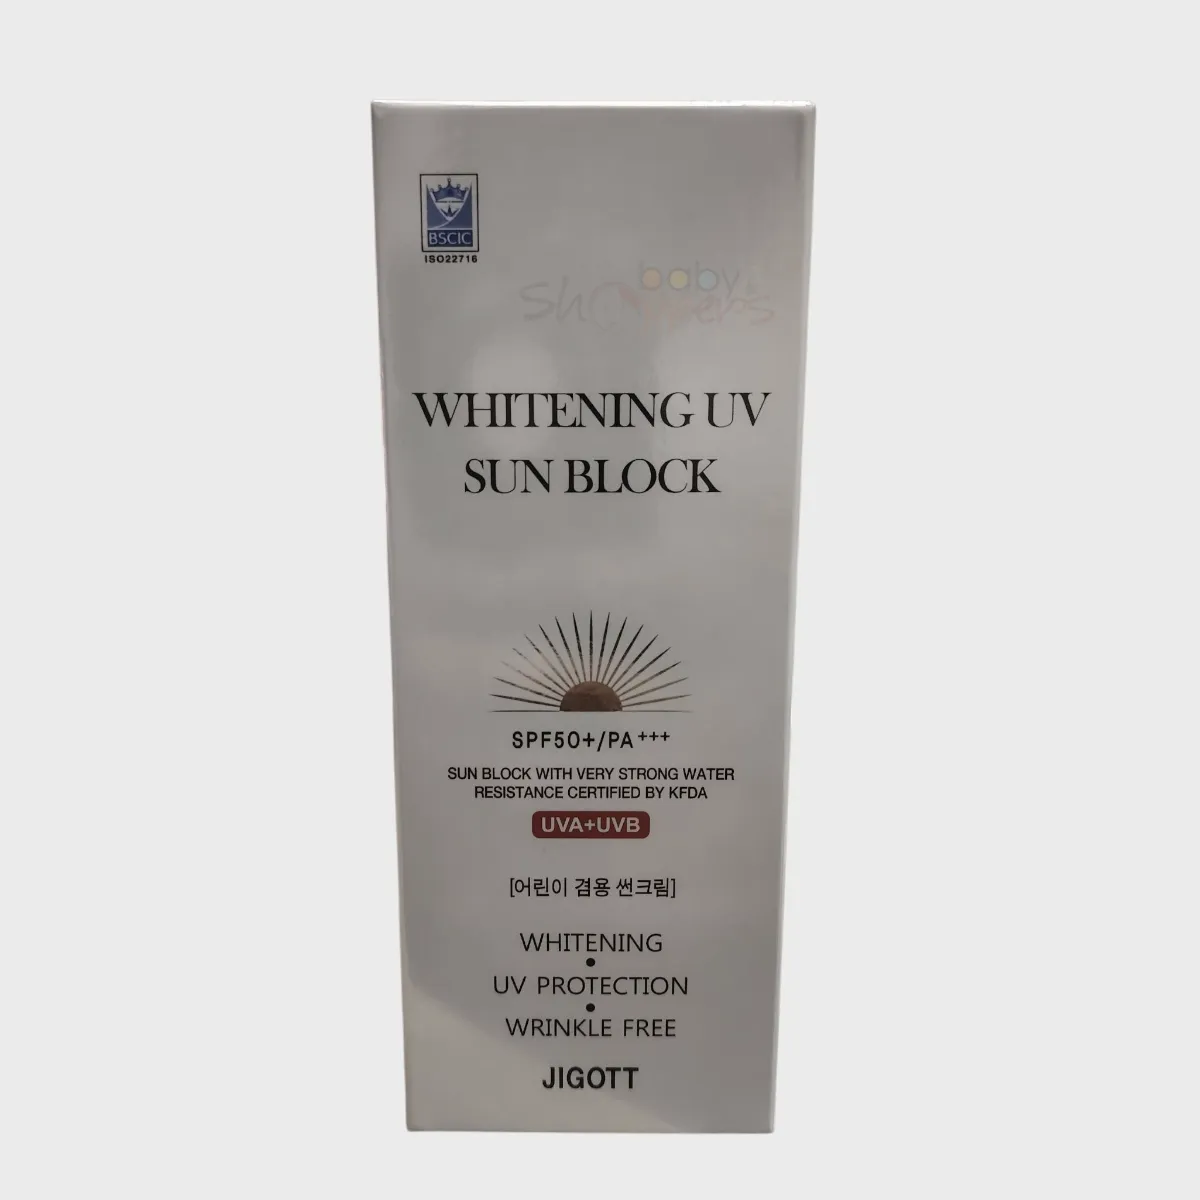 BSCIC
ISO22716
baby
shoppers
WHITENING UV
SUN BLOCK
SPF50+/PA+++
SUN BLOCK WITH VERY STRONG WATER
RESISTANCE CERTIFIED BY KFDA
UVA+UVB
[어린이 겸용 썬크림]
WHITENING
•
UV PROTECTION
•
WRINKLE FREE
JIGOTT